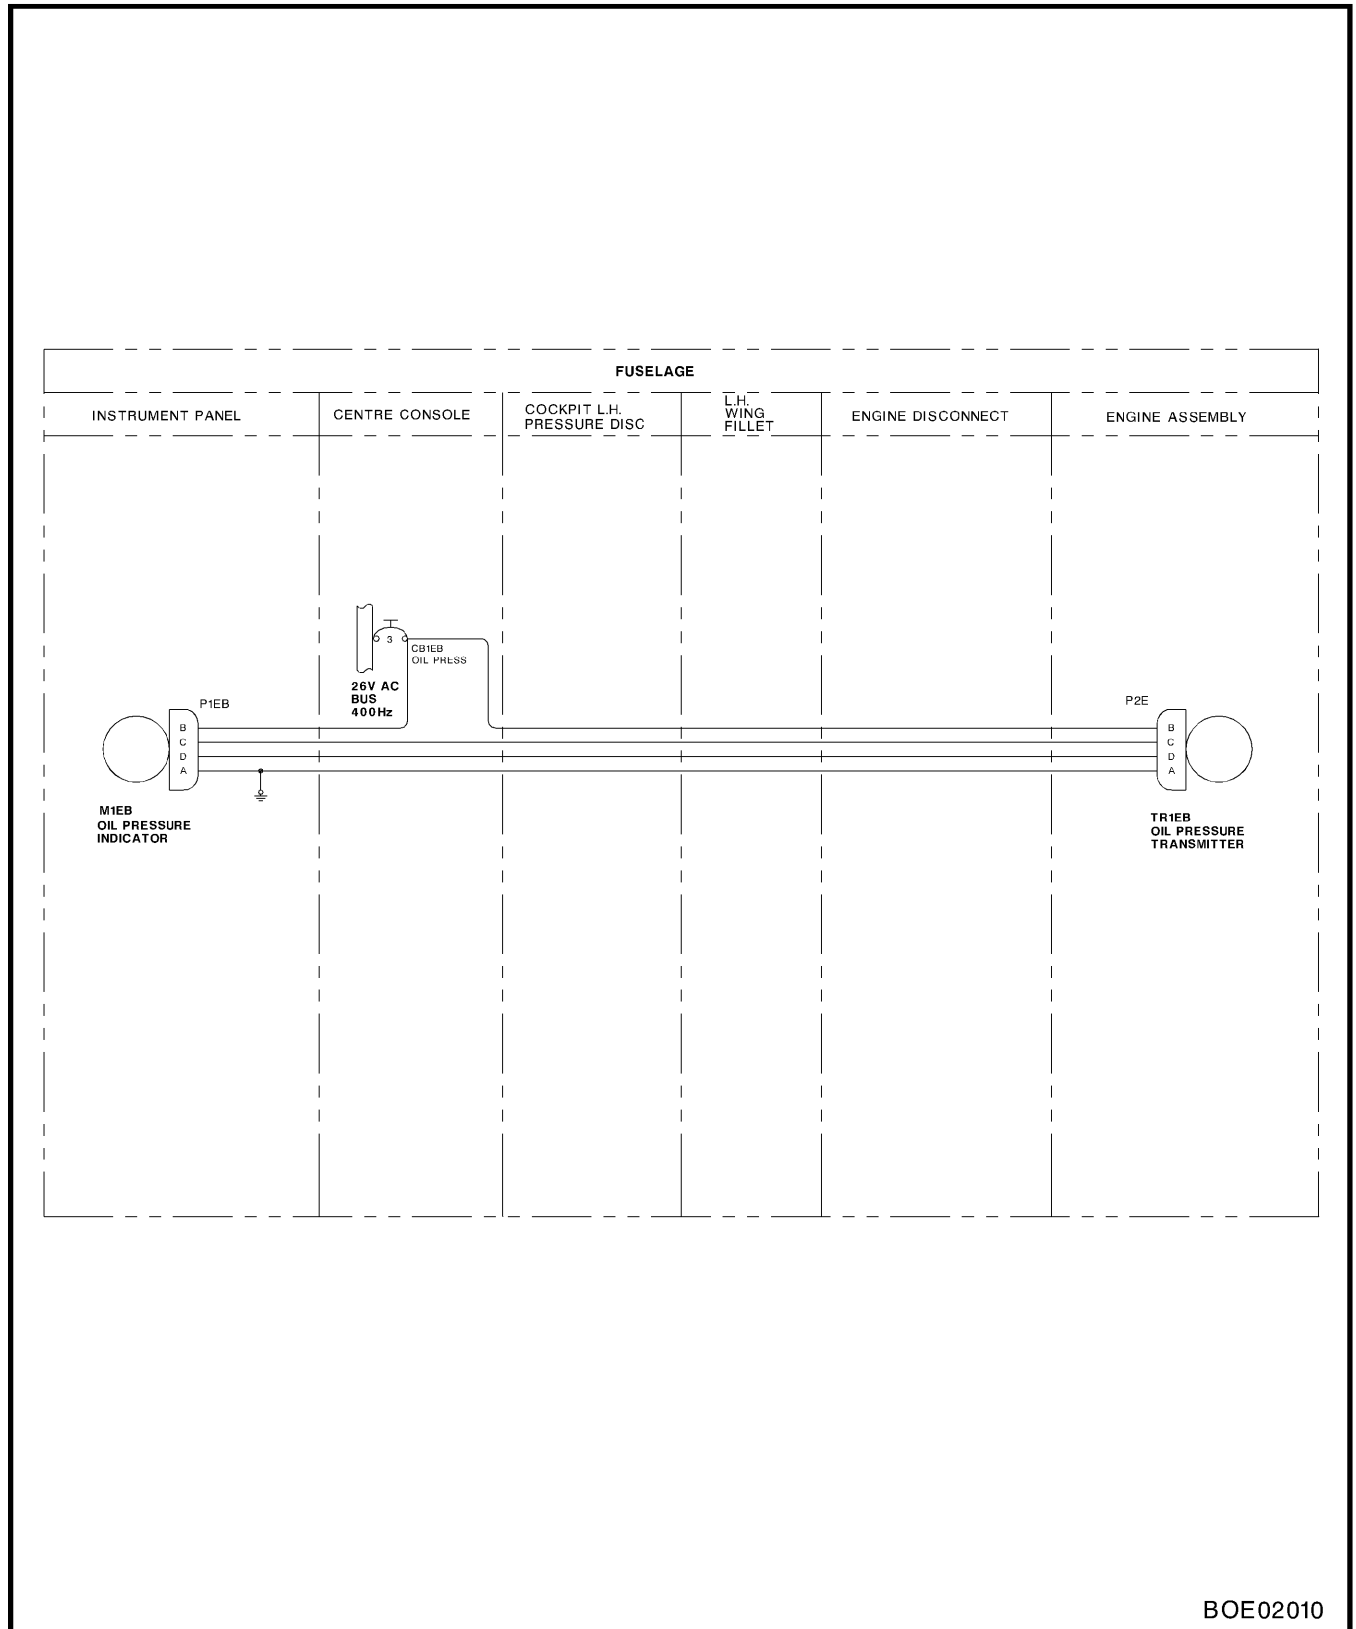 FUSELAGE
INSTRUMENT PANEL
CENTRE CONSOLE
COCKPIT L.H.
PRESSURE DISC
L.H.
WING
FILLET
ENGINE DISCONNECT
ENGINE ASSEMBLY
3
CB1EB
OIL PRESS
26V AC
BUS
400Hz
P1EB
B
C
D
A
M1EB
OIL PRESSURE
INDICATOR
P2E
B
C
D
A
TR1EB
OIL PRESSURE
TRANSMITTER
BOE02010